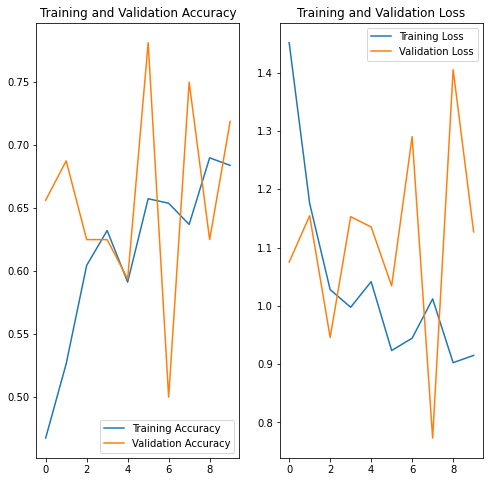 Training and Validation Accuracy
0.75
0.70
0.65
0.60
0.55
0.50
Training Accuracy
Validation Accuracy
0 2 4 6 8
Training and Validation Loss
Training Loss
Validation Loss
1.4
1.3
1.2
1.1
1.0
0.9
0.8
0 2 4 6 8